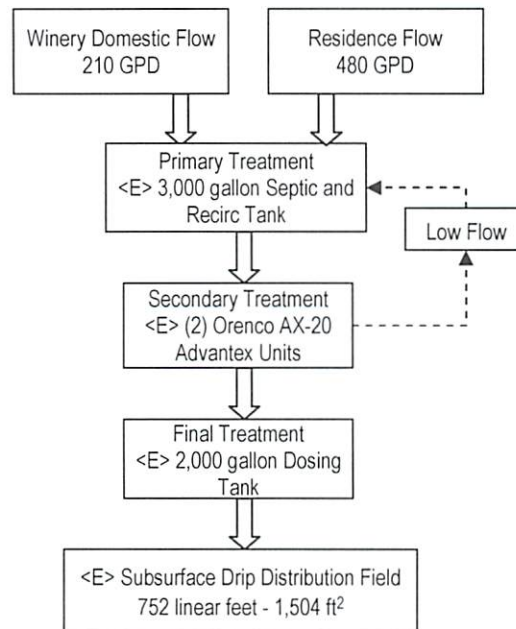 Winery Domestic Flow
210 GPD
Residence Flow
480 GPD
Primary Treatment
<E> 3,000 gallon Septic and
Recirc Tank
Low Flow
Secondary Treatment
<E> (2) Orenco AX-20
Advantex Units
Final Treatment
<E> 2,000 gallon Dosing
Tank
<E> Subsurface Drip Distribution Field
752 linear feet - 1,504 ft²